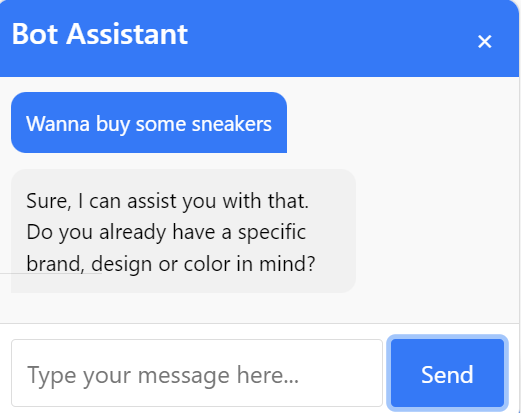 Bot Assistant
×
Wanna buy some sneakers
Sure, I can assist you with that.
Do you already have a specific
brand, design or color in mind?
Type your message here...
Send